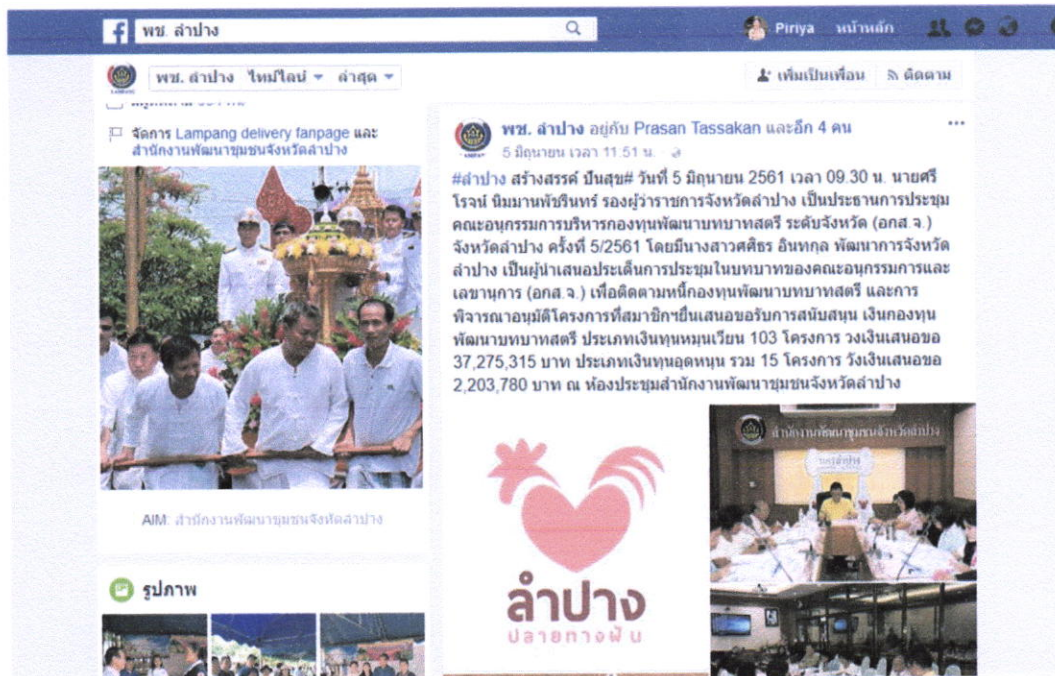 พช. ลำปาง
Piriya หน้าหลัก
พช. ลำปาง ไทม์ไลน์ ล่าสุด
เพิ่มเป็นเพื่อน ติดตาม
จัดการ Lampang delivery fanpage และ
สำนักงานพัฒนาชุมชนจังหวัดลำปาง
AIM: สำนักงานพัฒนาชุมชนจังหวัดลำปาง
รูปภาพ
พช. ลำปาง อยู่กับ Prasan Tassakan และอีก 4 คน
5 มิถุนายน เวลา 11:51 น.
#ลำปาง สร้างสรรค์ ปันสุข# วันที่ 5 มิถุนายน 2561 เวลา 09.30 น. นายศรี
โรจน์ นิมมานพัชรินทร์ รองผู้ว่าราชการจังหวัดลำปาง เป็นประธานการประชุม
คณะอนุกรรมการบริหารกองทุนพัฒนาบทบาทสตรี ระดับจังหวัด (อกส.จ.)
จังหวัดลำปาง ครั้งที่ 5/2561 โดยมีนางสาวศศิธร อินทกุล พัฒนาการจังหวัด
ลำปาง เป็นผู้นำเสนอประเด็นการประชุมในบทบาทของคณะอนุกรรมการและ
เลขานุการ (อกส.จ.) เพื่อติดตามหนี้กองทุนพัฒนาบทบาทสตรี และการ
พิจารณาอนุมัติโครงการที่สมาชิกฯยื่นเสนอขอรับการสนับสนุน เงินกองทุน
พัฒนาบทบาทสตรี ประเภทเงินทุนหมุนเวียน 103 โครงการ วงเงินเสนอขอ
37,275,315 บาท ประเภทเงินทุนอุดหนุน รวม 15 โครงการ วังเงินเสนอขอ
2,203,780 บาท ณ ห้องประชุมสำนักงานพัฒนาชุมชนจังหวัดลำปาง
ลำปาง
ปลายทางฝัน
สำนักงานพัฒนาชุมชนจังหวัดลำปาง